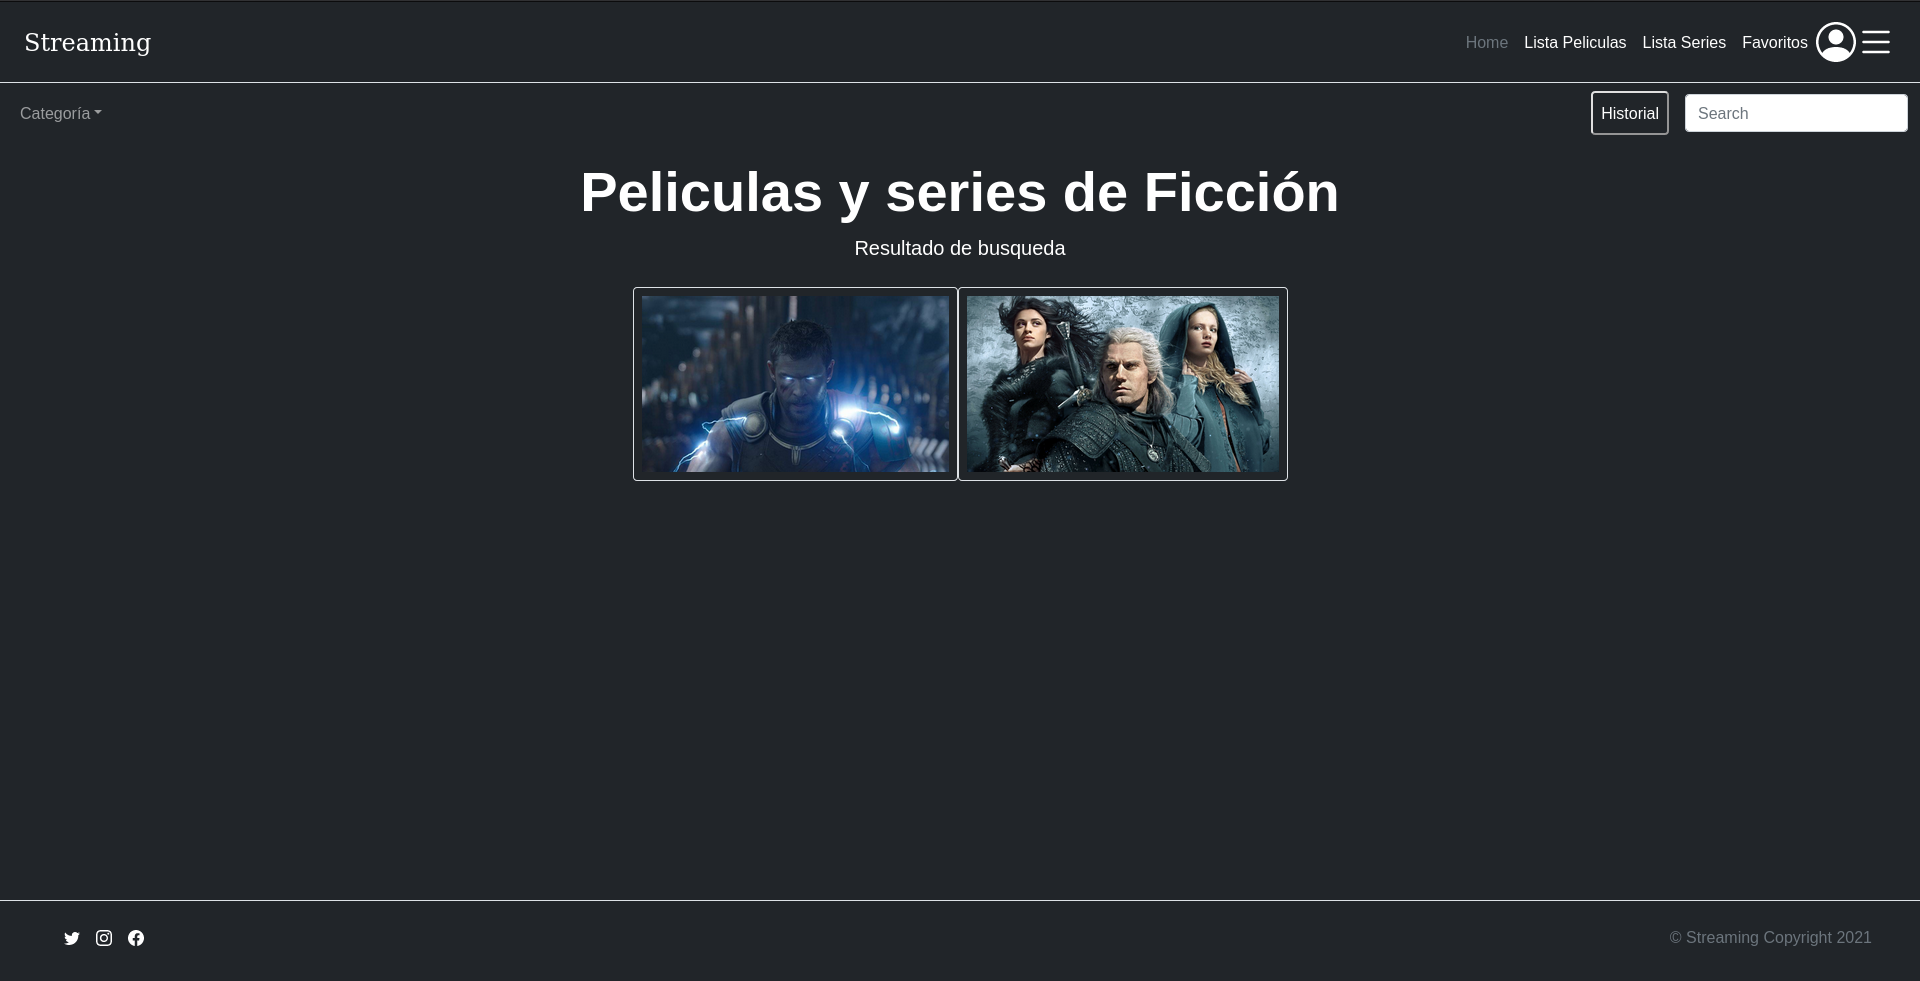 Streaming
Home Lista Peliculas Lista Series Favoritos
Categoría Historial Search
Peliculas y series de Ficción
Resultado de busqueda
© Streaming Copyright 2021